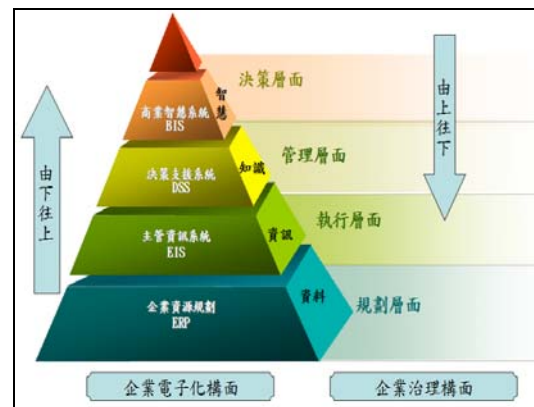 決策層面
智慧
商業智慧系統
BIS
管理層面
知識
決策支援系統
DSS
執行層面
資訊
主管資訊系統
EIS
規劃層面
資料
企業資源規劃
ERP
由下往上
由上往下
企業電子化構面
企業治理構面